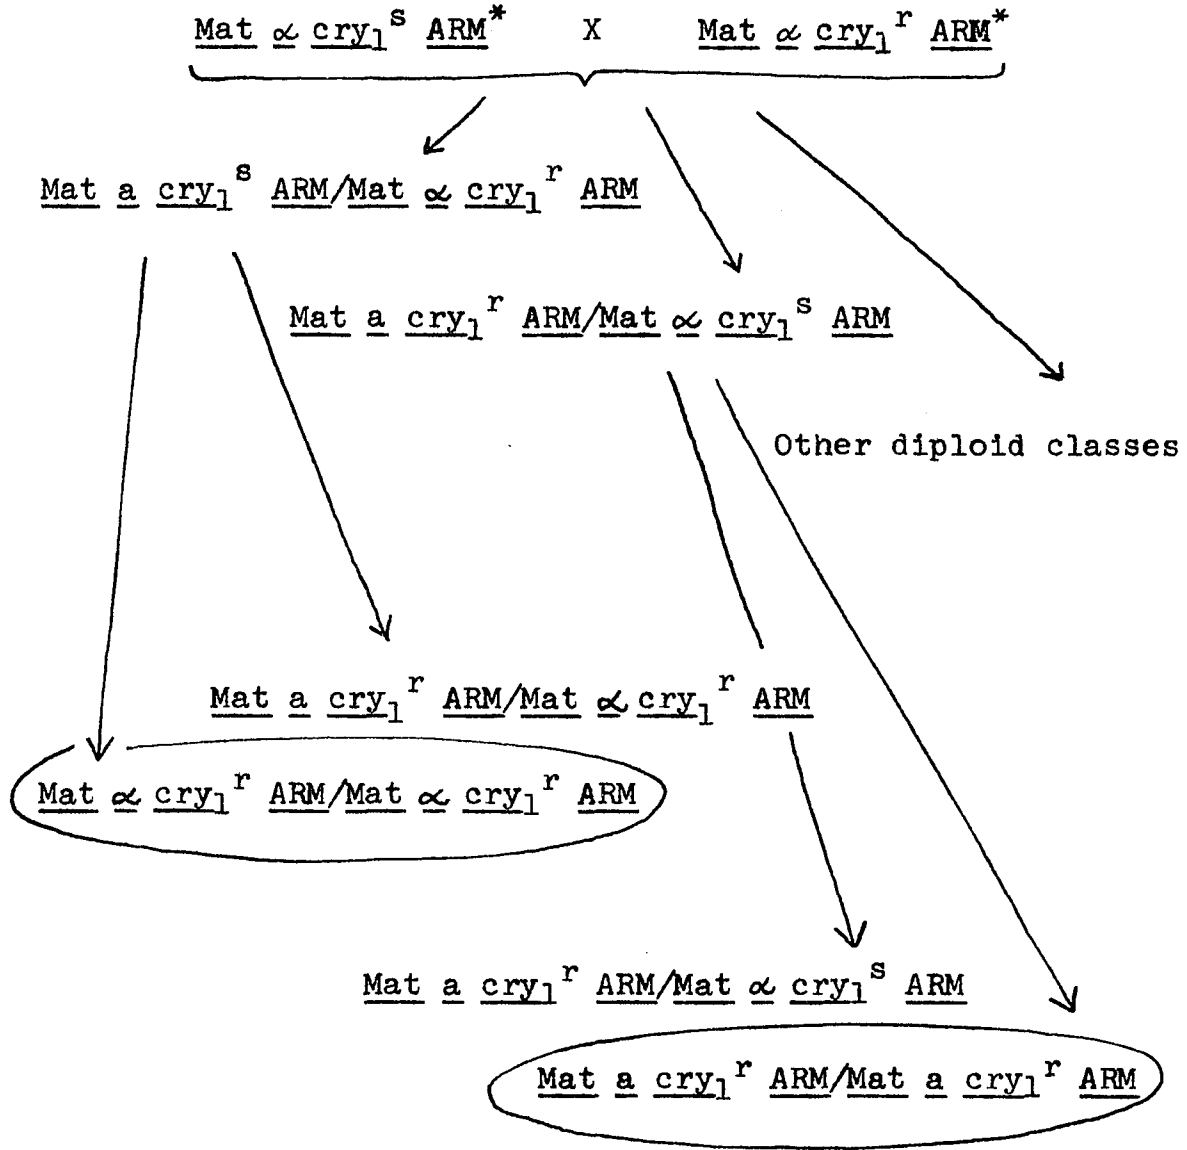 Mat α cry₁ˢ ARM* X Mat α cry₁ʳ ARM*
Mat a cry₁ˢ ARM/Mat α cry₁ʳ ARM
Mat a cry₁ʳ ARM/Mat α cry₁ˢ ARM
Other diploid classes
Mat a cry₁ʳ ARM/Mat α cry₁ʳ ARM
Mat α cry₁ʳ ARM/Mat α cry₁ʳ ARM
Mat a cry₁ʳ ARM/Mat α cry₁ˢ ARM
Mat a cry₁ʳ ARM/Mat a cry₁ʳ ARM